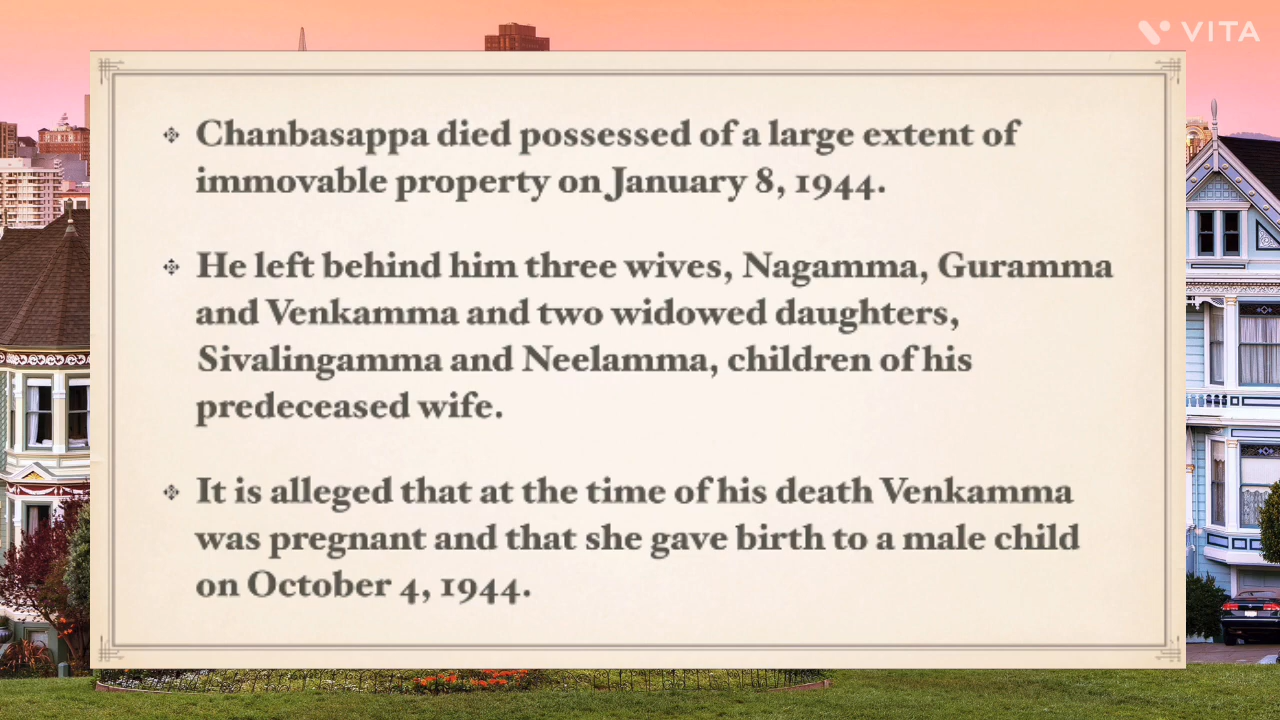 VITA
Chanbasappa died possessed of a large extent of
immovable property on January 8, 1944.
He left behind him three wives, Nagamma, Guramma
and Venkamma and two widowed daughters,
Sivalingamma and Neelamma, children of his
predeceased wife.
It is alleged that at the time of his death Venkamma
was pregnant and that she gave birth to a male child
on October 4, 1944.